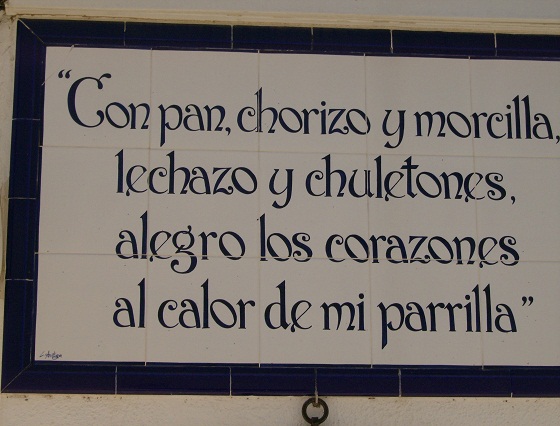 “Con pan, chorizo y morcilla,
lechazo y chuletones,
alegro los corazones
al calor de mi parrilla”